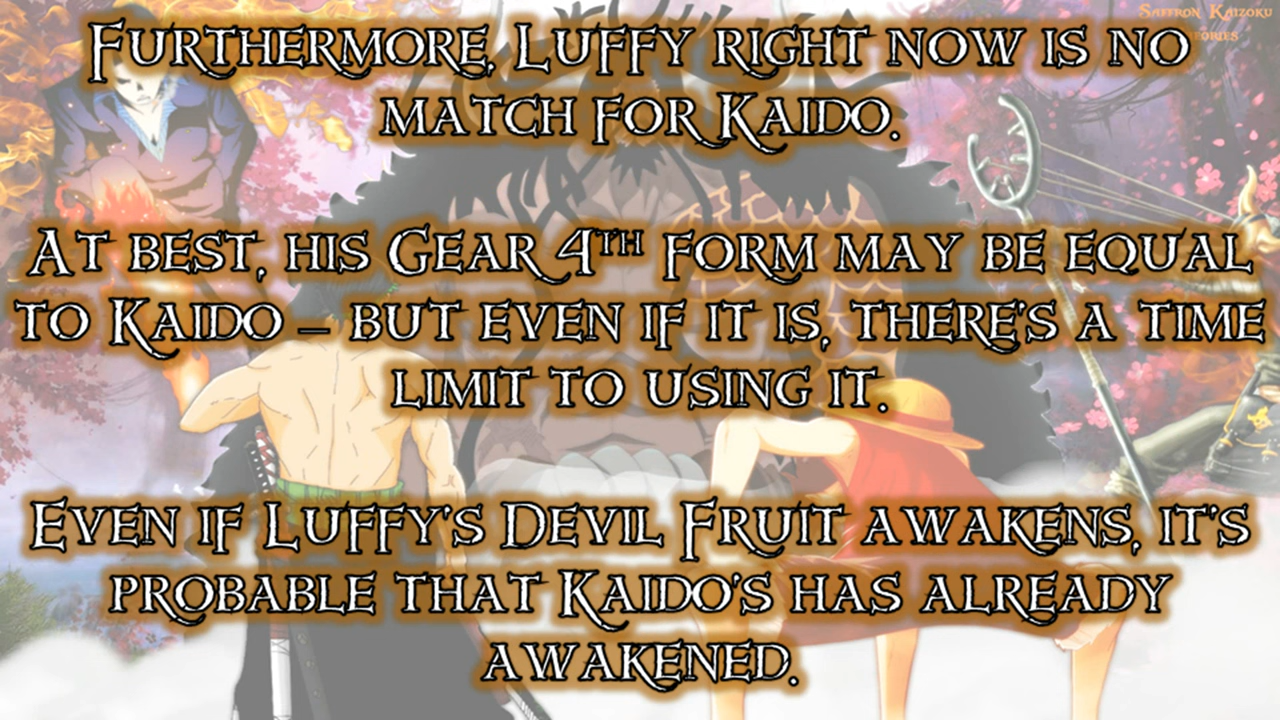 Saffron Kaizoku
Furthermore, Luffy right now is no
match for Kaido.
At best, his Gear 4th form may be equal
to Kaido – but even if it is, there's a time
limit to using it.
Even if Luffy's Devil Fruit awakens, it's
probable that Kaido's has already
awakened.